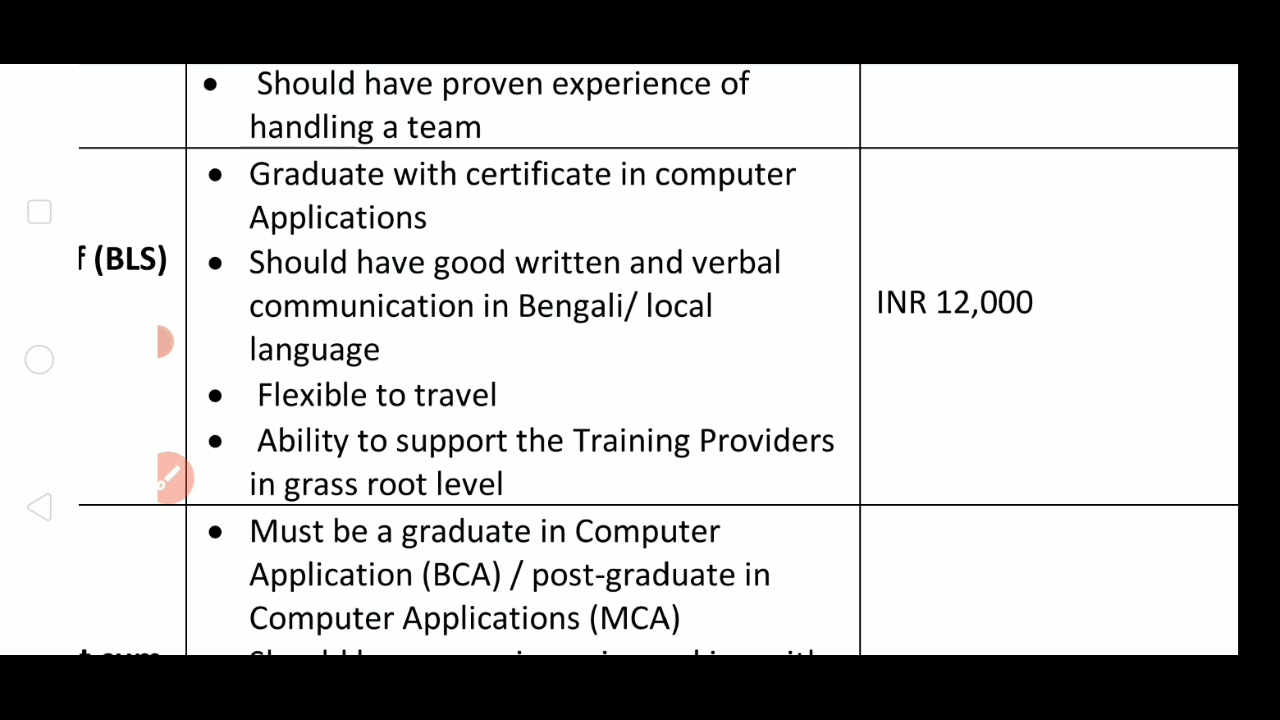 • Should have proven experience of
handling a team
f (BLS)
• Graduate with certificate in computer
Applications
• Should have good written and verbal
communication in Bengali/ local
language
• Flexible to travel
• Ability to support the Training Providers
in grass root level
INR 12,000
• Must be a graduate in Computer
Application (BCA) / post-graduate in
Computer Applications (MCA)